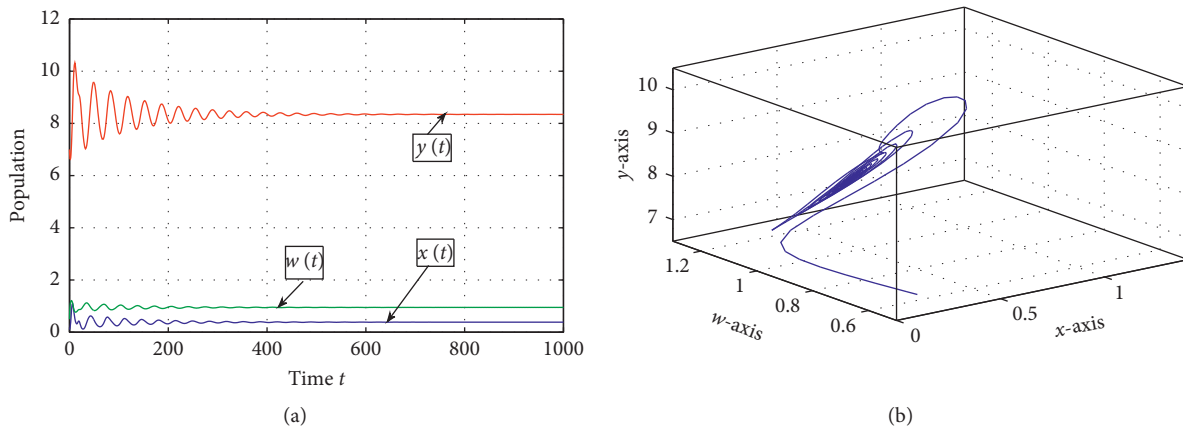 12
10
8
6
4
2
0
Population
y (t)
w (t)
x (t)
0 200 400 600 800 1000
Time t
(a)
10
9
8
7
y-axis
1.2
1
0.8
0.6
w-axis
0
0.5
1
x-axis
(b)